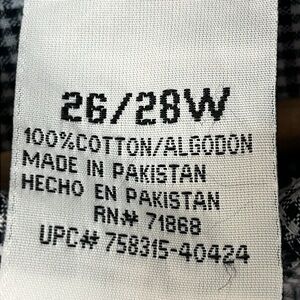 26/28W
100%COTTON/ALGODON
MADE IN PAKISTAN
HECHO EN PAKISTAN
RN# 71868
UPC# 758315-40424